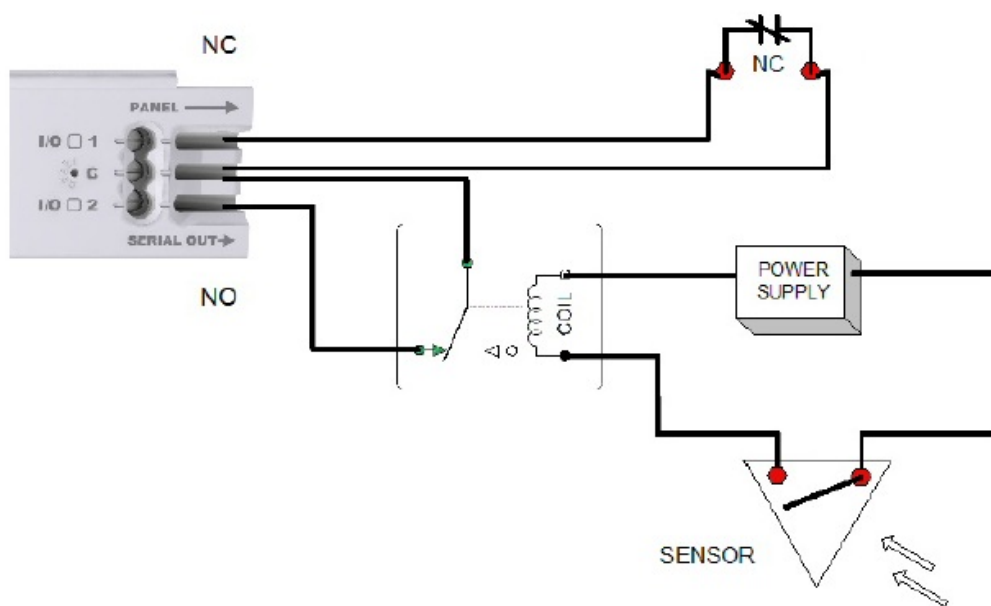 NC
PANEL
I/O 1
C
I/O 2
SERIAL OUT
NO
NC
COIL
POWER
SUPPLY
SENSOR